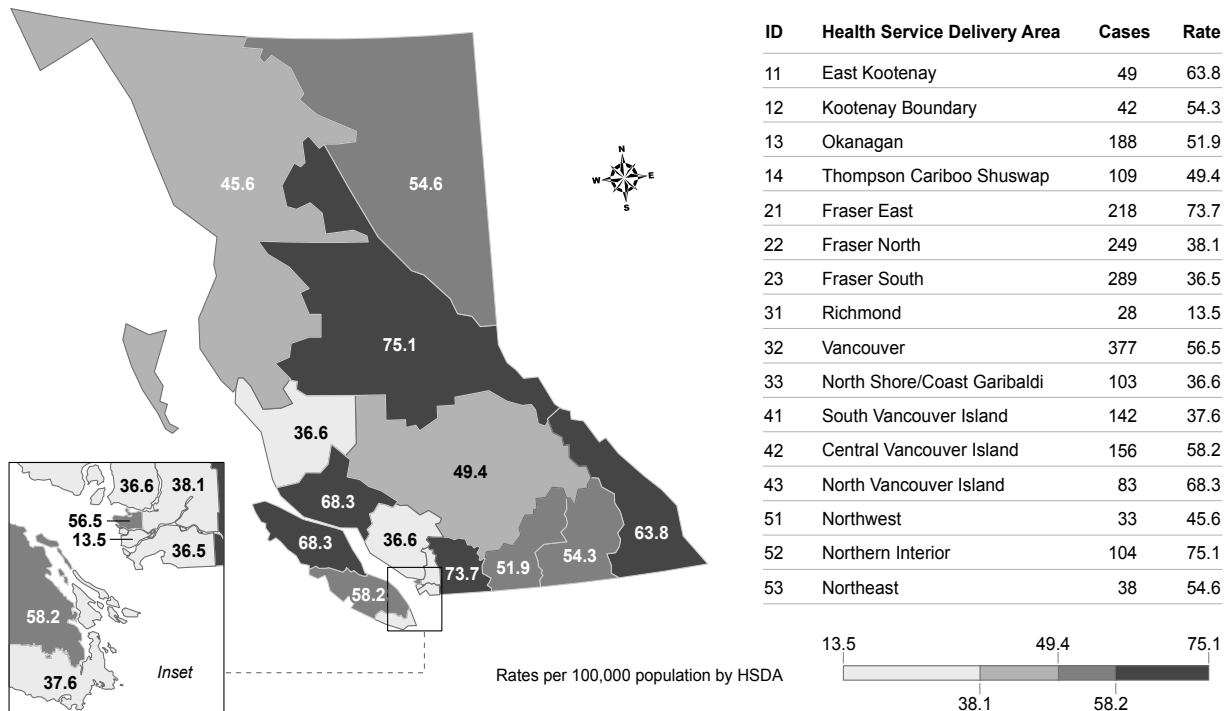 45.6
54.6
75.1
36.6
49.4
68.3
68.3
36.6
73.7
51.9
54.3
63.8
58.2
N
W E
S
36.6
38.1
56.5
13.5
36.5
58.2
37.6
Inset
Rates per 100,000 population by HSDA
ID Health Service Delivery Area Cases Rate
11 East Kootenay 49 63.8
12 Kootenay Boundary 42 54.3
13 Okanagan 188 51.9
14 Thompson Cariboo Shuswap 109 49.4
21 Fraser East 218 73.7
22 Fraser North 249 38.1
23 Fraser South 289 36.5
31 Richmond 28 13.5
32 Vancouver 377 56.5
33 North Shore/Coast Garibaldi 103 36.6
41 South Vancouver Island 142 37.6
42 Central Vancouver Island 156 58.2
43 North Vancouver Island 83 68.3
51 Northwest 33 45.6
52 Northern Interior 104 75.1
53 Northeast 38 54.6
13.5 49.4 75.1
38.1 58.2